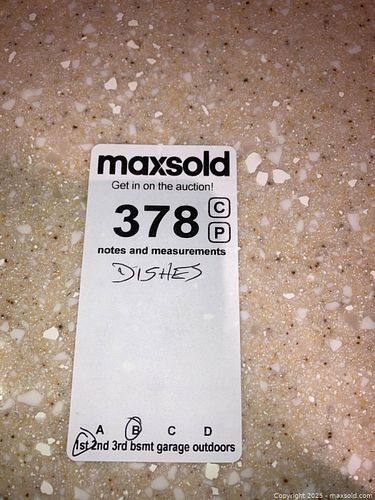 maxsold
Get in on the auction!
378 C
P
notes and measurements
DISHES
A B C D
1st 2nd 3rd bsmt garage outdoors
Copyright 2025 - maxsold.com